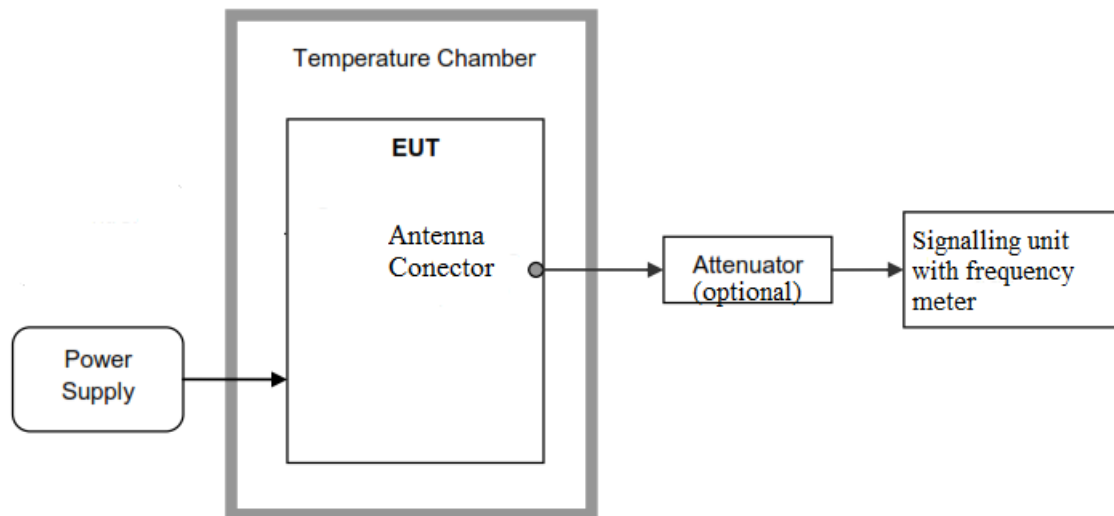 Temperature Chamber
EUT
Antenna
Conector
Attenuator
(optional)
Signalling unit
with frequency
meter
Power
Supply